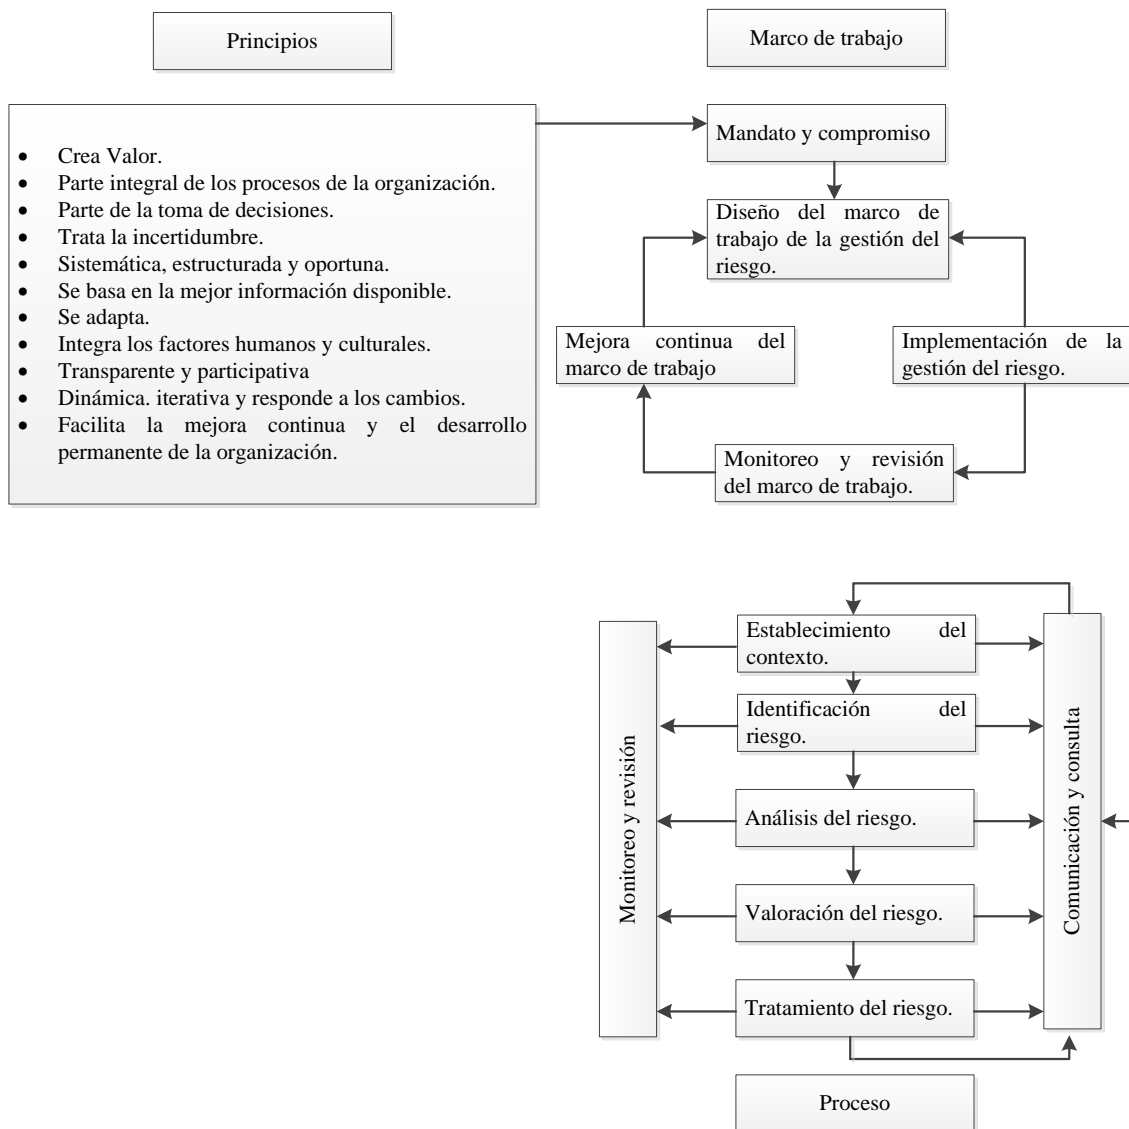 Principios
Marco de trabajo
• Crea Valor.
• Parte integral de los procesos de la organización.
• Parte de la toma de decisiones.
• Trata la incertidumbre.
• Sistemática, estructurada y oportuna.
• Se basa en la mejor información disponible.
• Se adapta.
• Integra los factores humanos y culturales.
• Transparente y participativa
• Dinámica. iterativa y responde a los cambios.
• Facilita la mejora continua y el desarrollo
permanente de la organización.
Mandato y compromiso
Diseño del marco de
trabajo de la gestión del
riesgo.
Mejora continua del
marco de trabajo
Implementación de la
gestión del riesgo.
Monitoreo y revisión
del marco de trabajo.
Monitoreo y revisión
Establecimiento del
contexto.
Identificación del
riesgo.
Análisis del riesgo.
Valoración del riesgo.
Tratamiento del riesgo.
Comunicación y consulta
Proceso